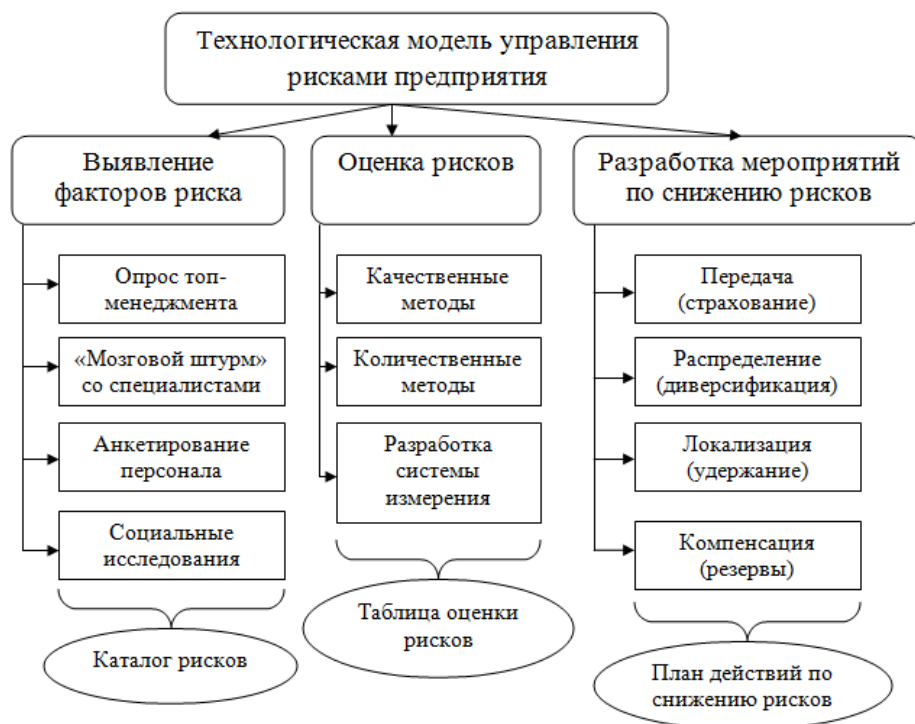 Технологическая модель управления
рисками предприятия
Выявление
факторов риска
Опрос топ-
менеджмента
«Мозговой штурм»
со специалистами
Анкетирование
персонала
Социальные
исследования
Каталог рисков
Оценка рисков
Качественные
методы
Количественные
методы
Разработка
системы
измерения
Таблица оценки
рисков
Разработка мероприятий
по снижению рисков
Передача
(страхование)
Распределение
(диверсификация)
Локализация
(удержание)
Компенсация
(резервы)
План действий по
снижению рисков